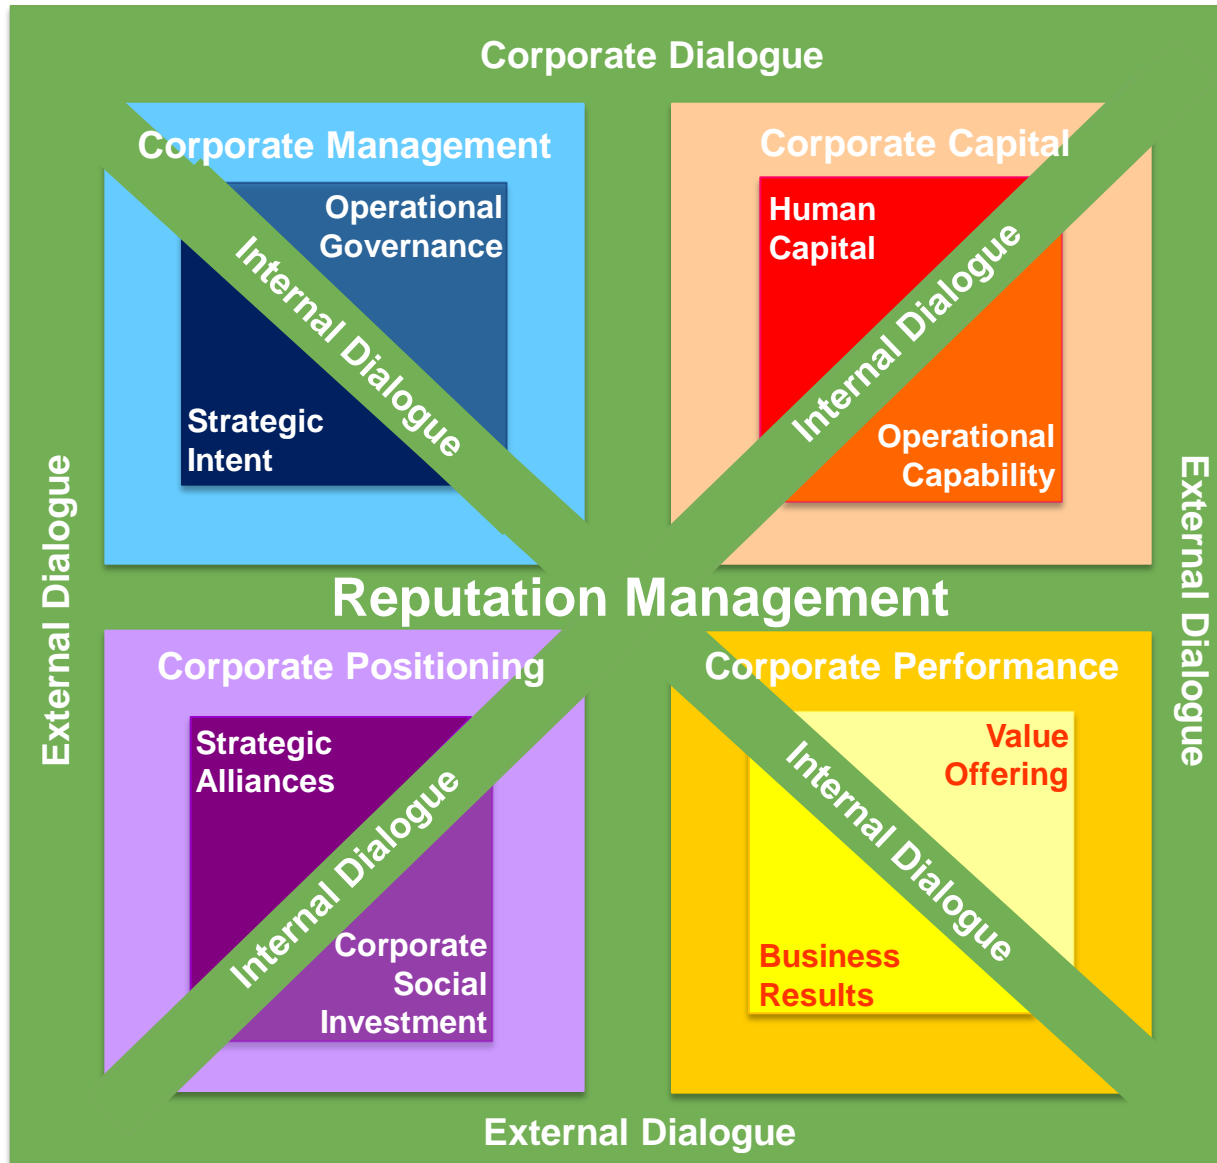 Corporate Dialogue
Corporate Management
Operational
Governance
Internal Dialogue
Strategic
Intent
Corporate Capital
Human
Capital
Internal Dialogue
Operational
Capability
External Dialogue
External Dialogue
Reputation Management
Corporate Positioning
Strategic
Alliances
Internal Dialogue
Corporate
Social
Investment
Corporate Performance
Value
Offering
Internal Dialogue
Business
Results
External Dialogue